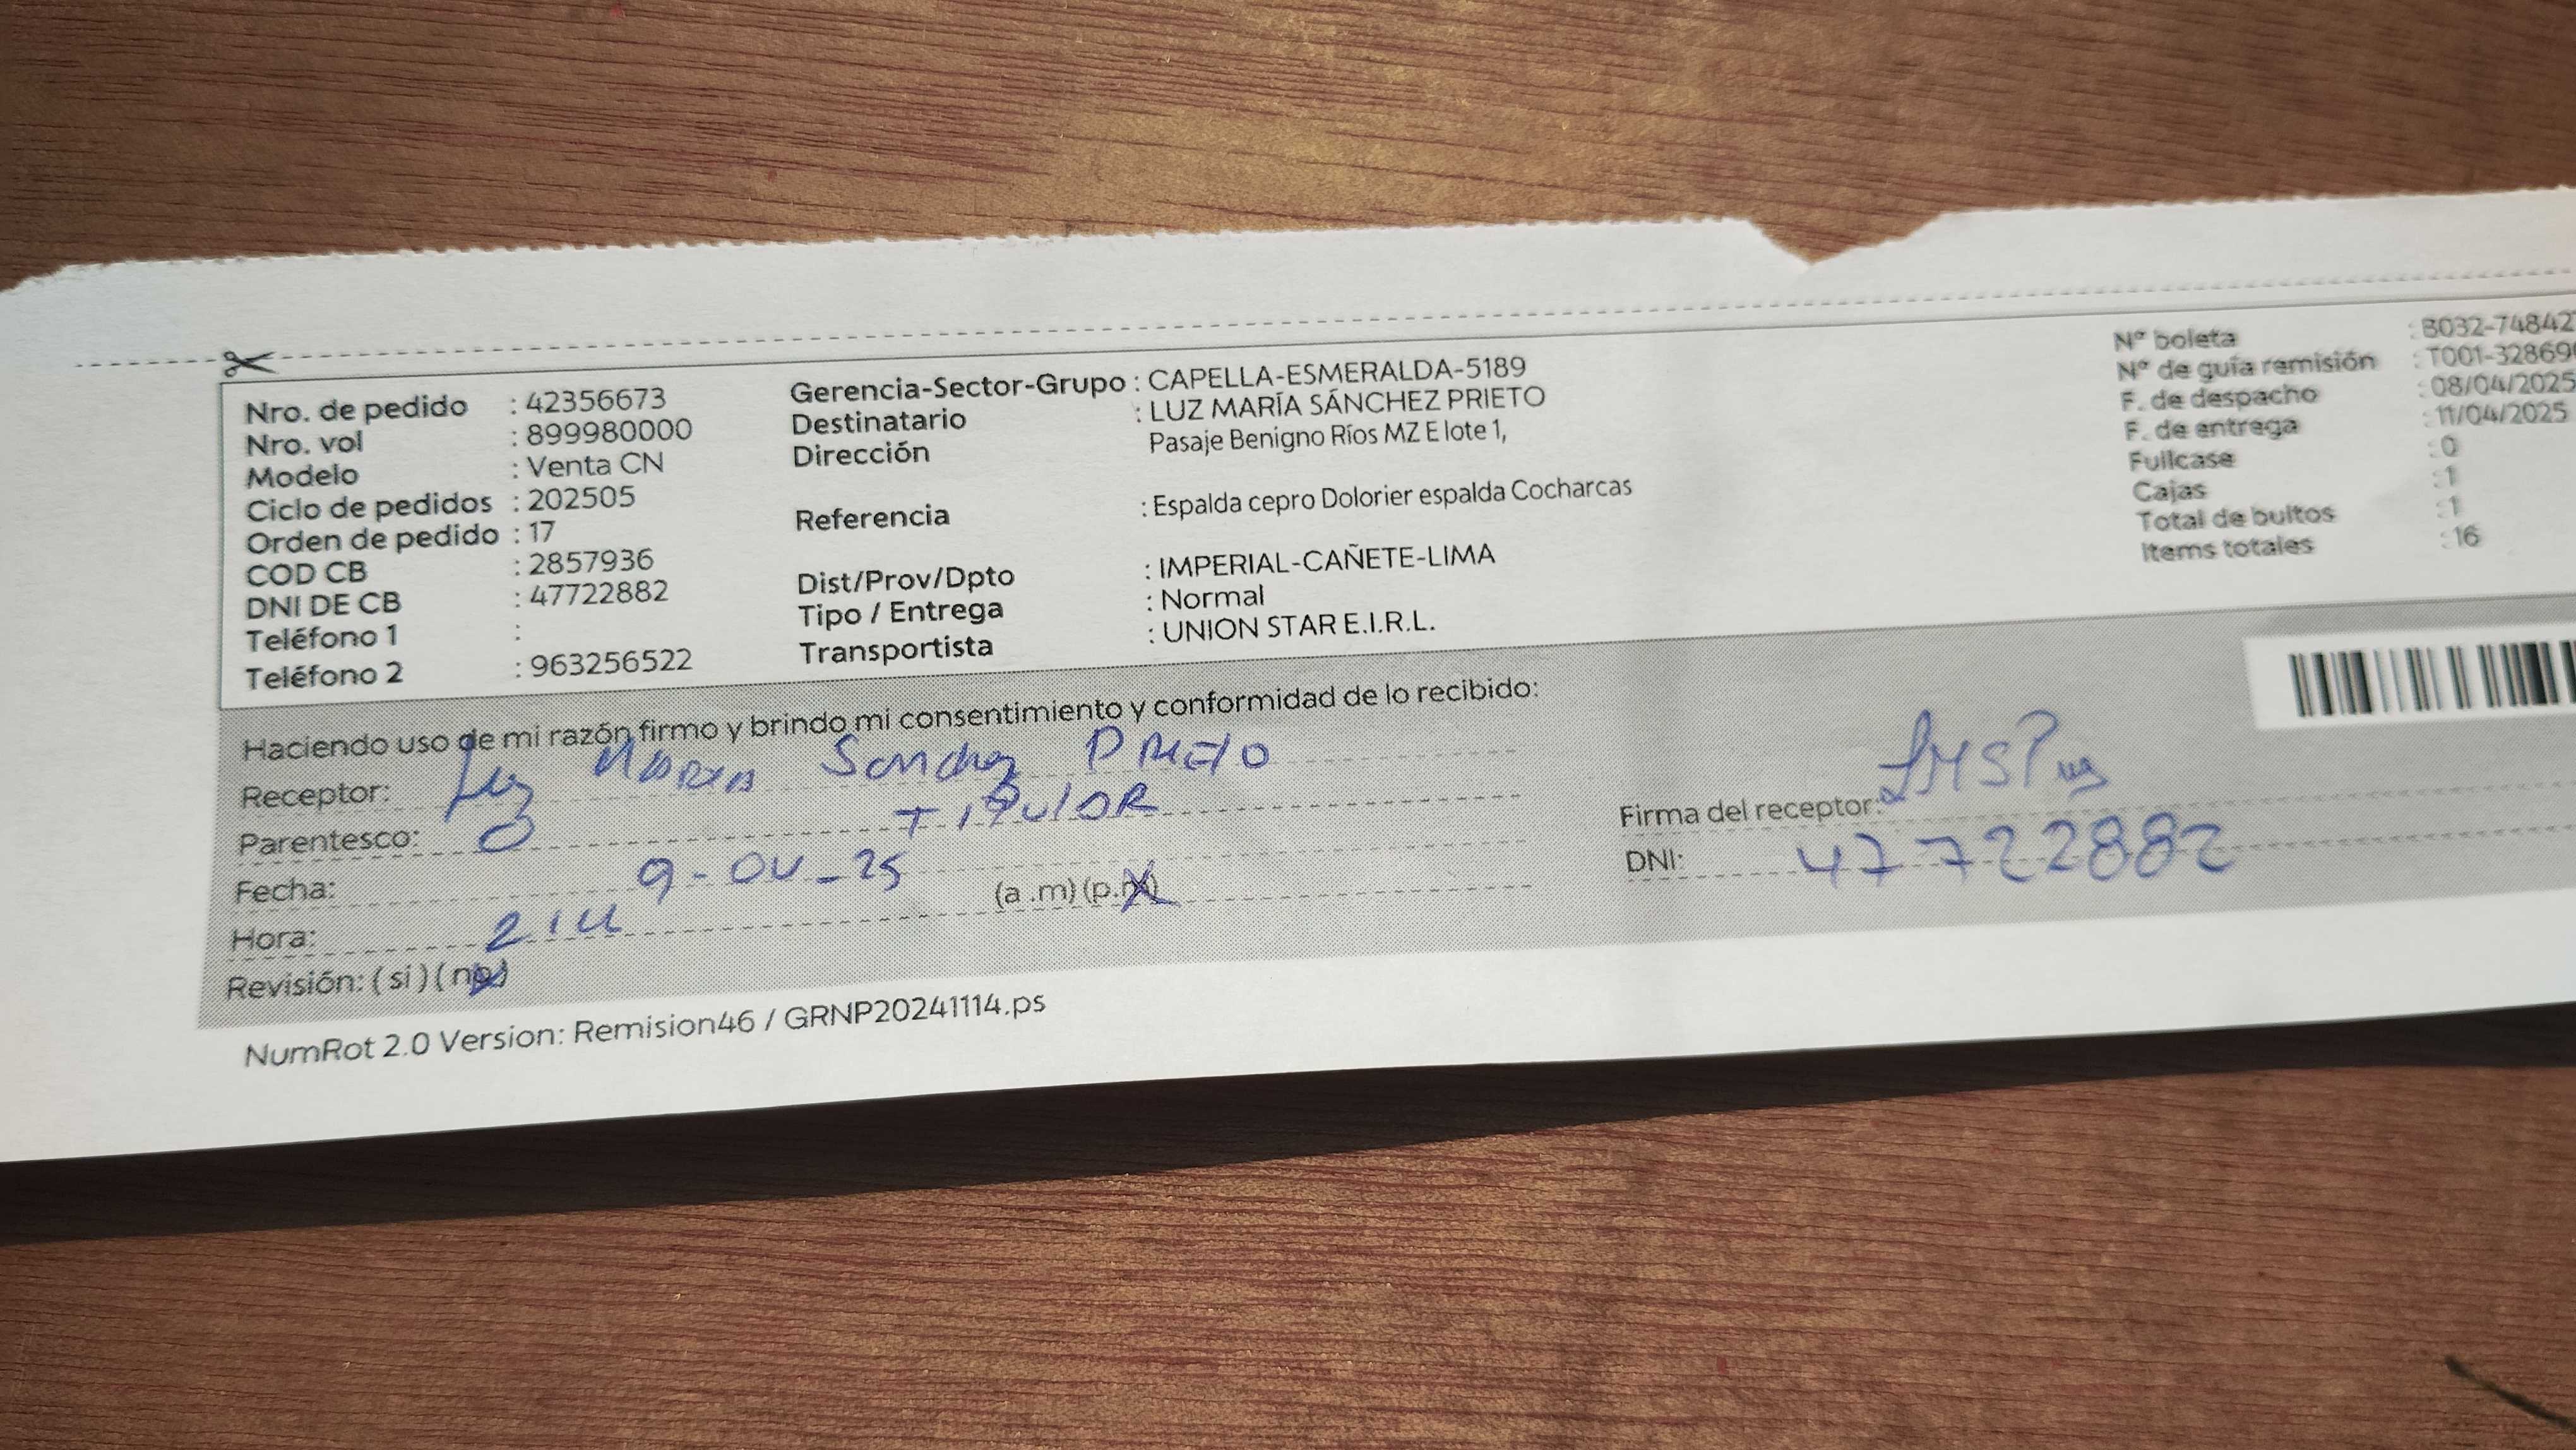 Nro. de pedido : 42356673
Nro. vol : 899980000
Modelo : Venta CN
Ciclo de pedidos : 202505
Orden de pedido : 17
COD CB : 2857936
DNI DE CB : 47722882
Teléfono 1 :
Teléfono 2 : 963256522
Gerencia-Sector-Grupo : CAPELLA-ESMERALDA-5189
Destinatario : LUZ MARÍA SÁNCHEZ PRIETO
Dirección Pasaje Benigno Ríos MZ E lote 1,
Referencia : Espalda cepro Dolorier espalda Cocharcas
Dist/Prov/Dpto : IMPERIAL-CAÑETE-LIMA
Tipo / Entrega : Normal
Transportista : UNION STAR E.I.R.L.
N° boleta : B032-74842
N° de guía remisión : T001-32869
F. de despacho : 08/04/2025
F. de entrega : 11/04/2025
Fullcase : 0
Cajas : 1
Total de bultos : 1
Items totales : 16
Haciendo uso de mi razón firmo y brindo mi consentimiento y conformidad de lo recibido:
Receptor: Luz Maria Sanchez PRIETO
Parentesco: TITULAR
Fecha: 9-04-25
Hora: (a .m) (p.m)
Revisión: ( si ) ( no )
Firma del receptor:
DNI: 47722882
NumRot 2.0 Version: Remision46 / GRNP20241114.ps